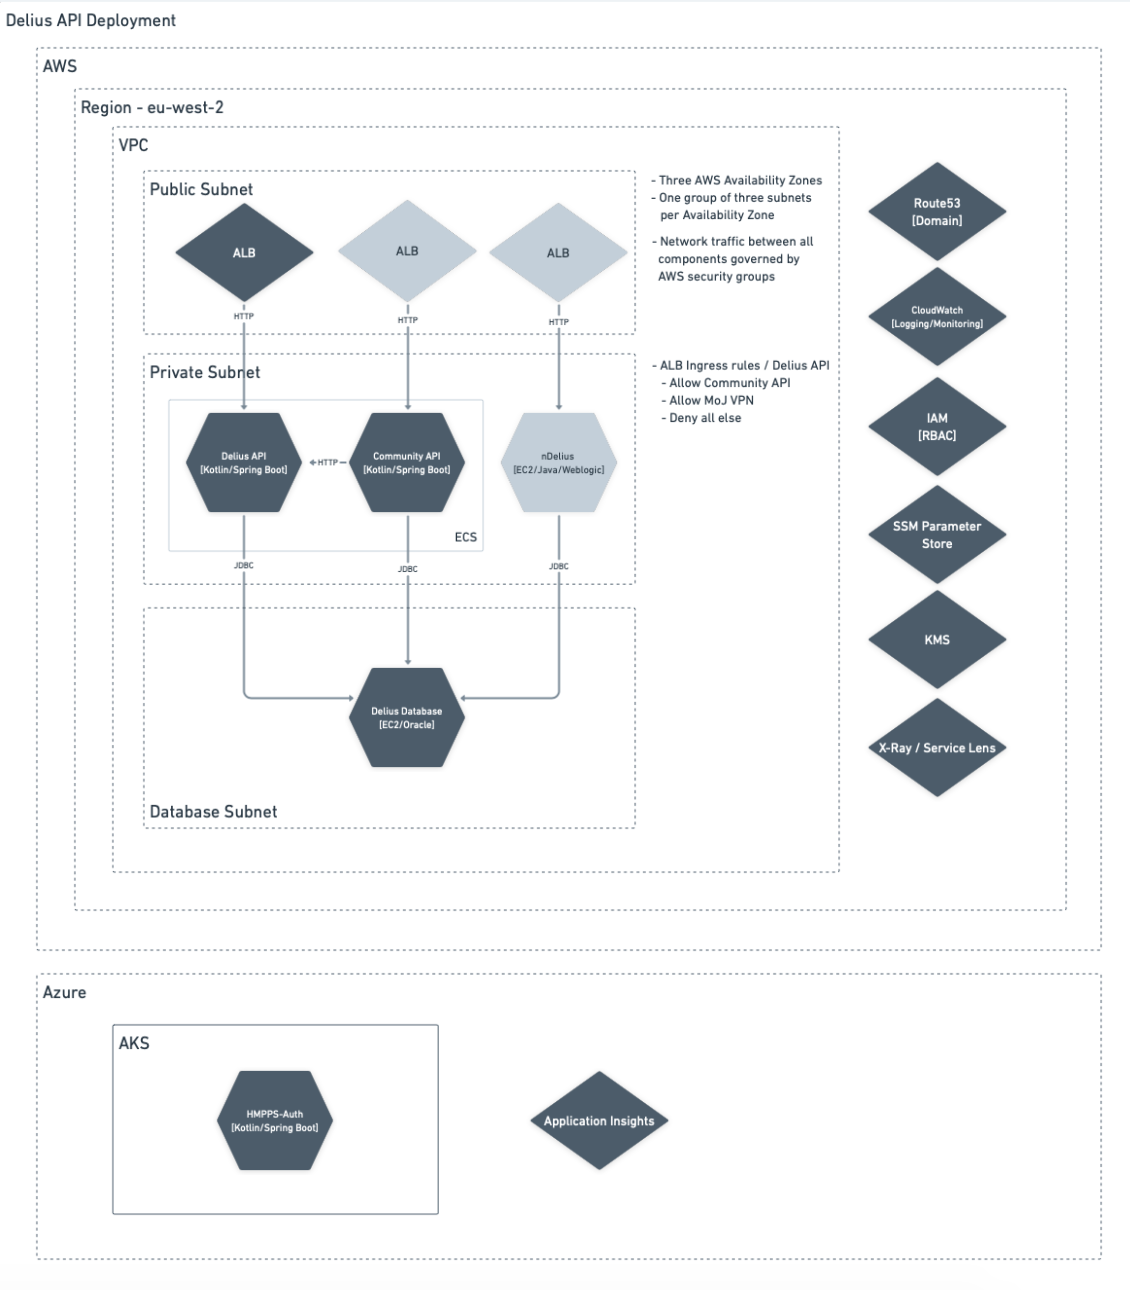 Delius API Deployment
AWS
Region - eu-west-2
VPC
Public Subnet
ALB
ALB
ALB
HTTP
HTTP
HTTP
- Three AWS Availability Zones
- One group of three subnets
per Availability Zone
- Network traffic between all
components governed by
AWS security groups
Private Subnet
Delius API
[Kotlin/Spring Boot]
HTTP
Community API
[Kotlin/Spring Boot]
nDelius
[EC2/Java/Weblogic]
ECS
JDBC
JDBC
JDBC
- ALB Ingress rules / Delius API
- Allow Community API
- Allow MoJ VPN
- Deny all else
Delius Database
[EC2/Oracle]
Database Subnet
Route53
[Domain]
CloudWatch
[Logging/Monitoring]
IAM
[RBAC]
SSM Parameter
Store
KMS
X-Ray / Service Lens
Azure
AKS
HMPPS-Auth
[Kotlin/Spring Boot]
Application Insights